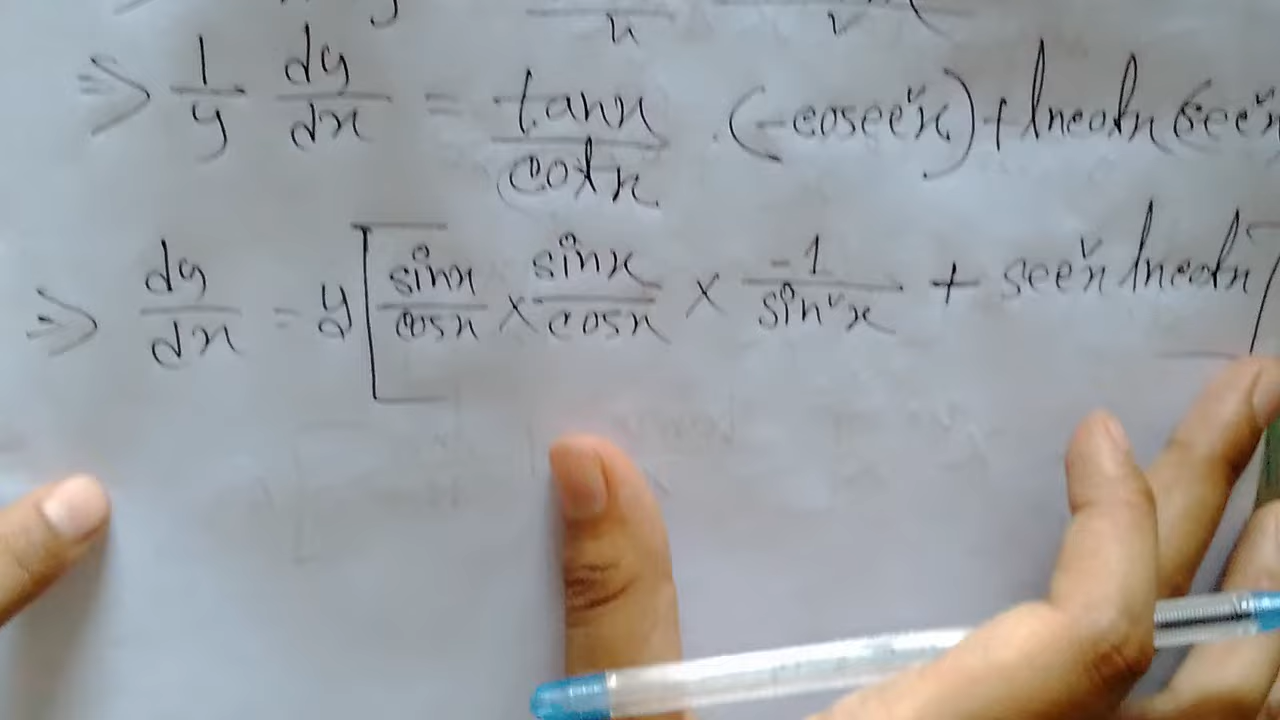 ⇒ 1/y dy/dx = tanx/cotx .(-cosec²x)+lncotx(sec²x
⇒ dy/dx = y[sinx/cosx × sinx/cosx × -1/sin²x + sec²x lncotx]